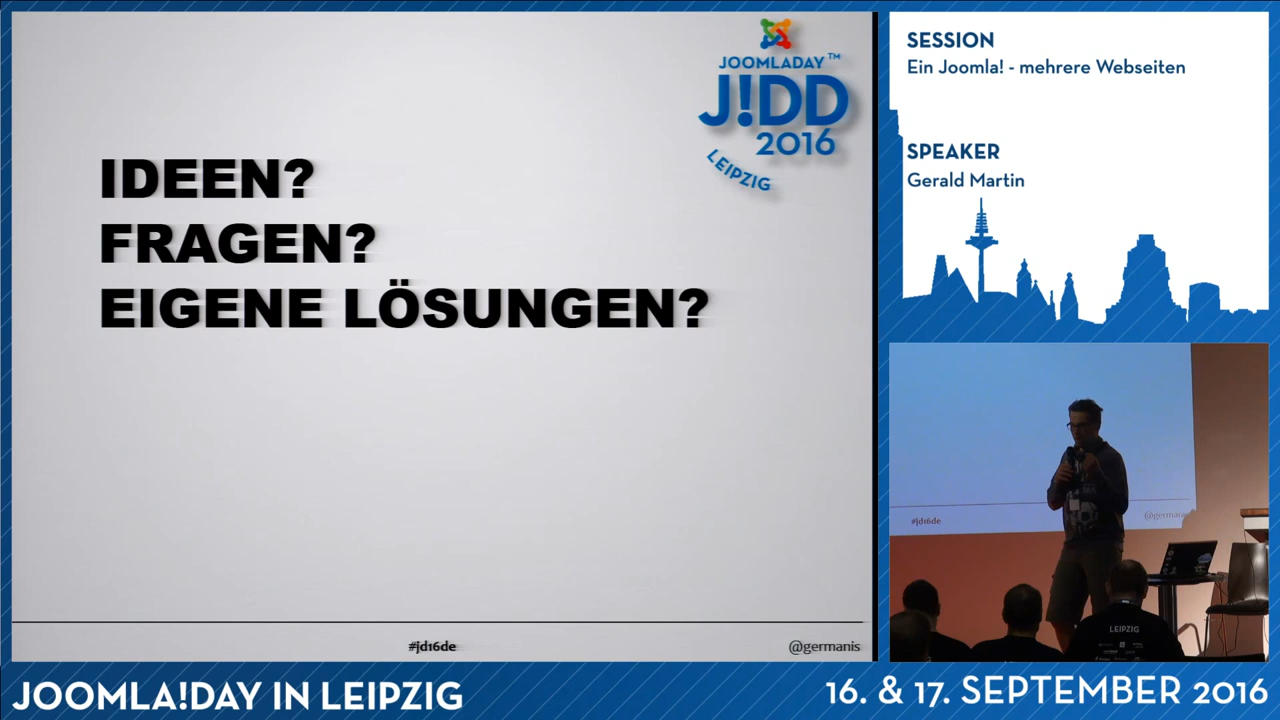 JOOMLADAY™
J!DD
2016
LEIPZIG
IDEEN?
FRAGEN?
EIGENE LÖSUNGEN?
#jd16de
@germanis
SESSION
Ein Joomla! - mehrere Webseiten
SPEAKER
Gerald Martin
#jd16de
@germanis
LEIPZIG
JOOMLA!DAY IN LEIPZIG
16. & 17. SEPTEMBER 2016